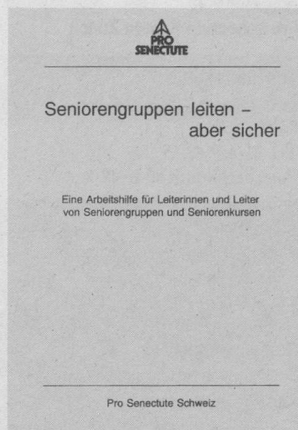 PRO
SENECTUTE
Seniorengruppen leiten –
aber sicher
Eine Arbeitshilfe für Leiterinnen und Leiter
von Seniorengruppen und Seniorenkursen
Pro Senectute Schweiz